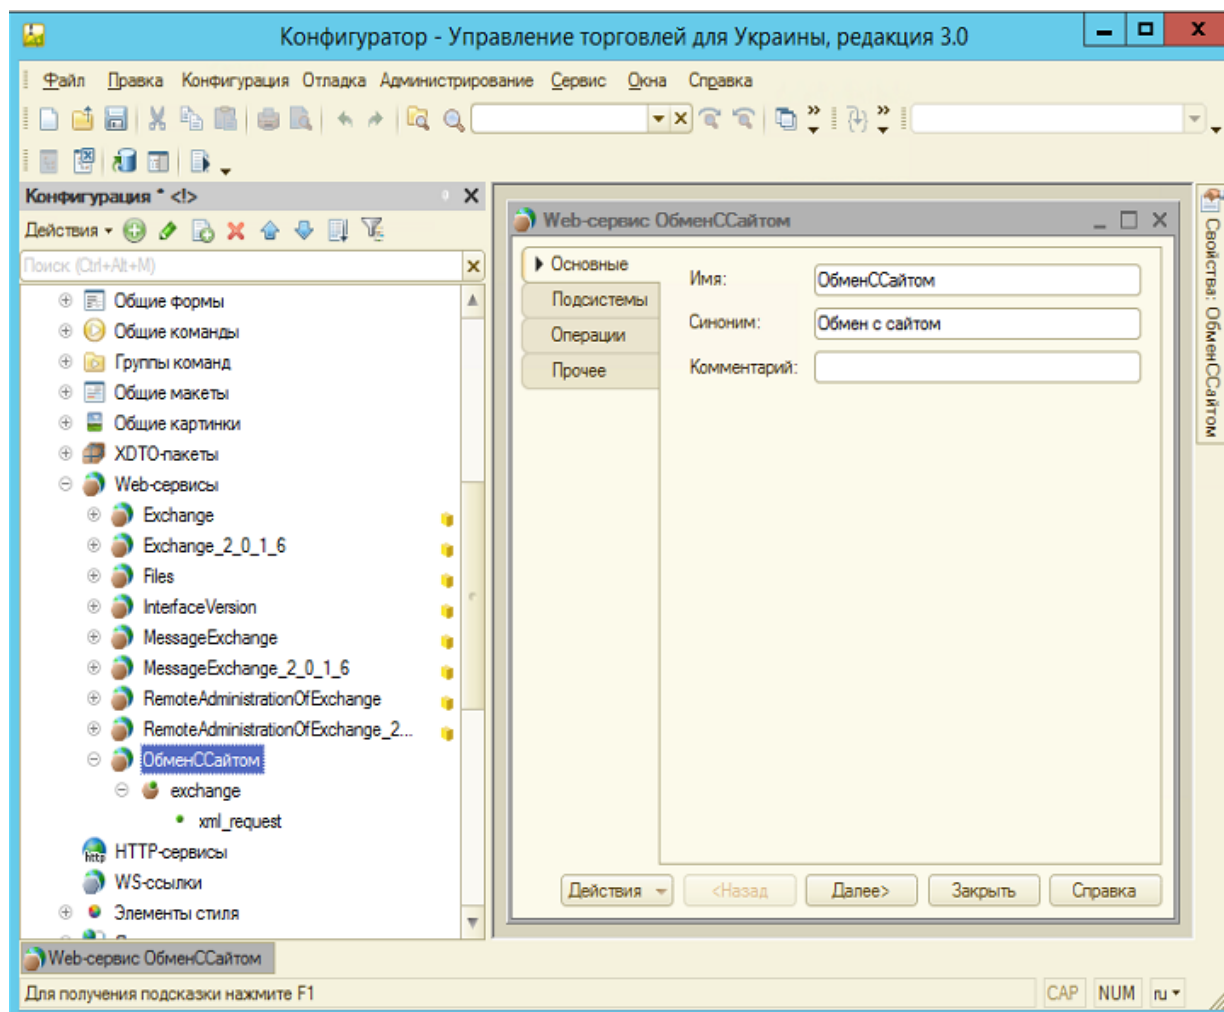 Конфигуратор - Управление торговлей для Украины, редакция 3.0
Файл Правка Конфигурация Отладка Администрирование Сервис Окна Справка
Конфигурация * <!>
Действия
Поиск (Ctrl+Alt+M)
Общие формы
Общие команды
Группы команд
Общие макеты
Общие картинки
XDTO-пакеты
Web-сервисы
Exchange
Exchange_2_0_1_6
Files
InterfaceVersion
MessageExchange
MessageExchange_2_0_1_6
RemoteAdministrationOfExchange
RemoteAdministrationOfExchange_2...
ОбменССайтом
exchange
xml_request
HTTP-сервисы
WS-ссылки
Элементы стиля
Web-сервис ОбменССайтом
Основные
Подсистемы
Операции
Прочее
Имя: ОбменССайтом
Синоним: Обмен с сайтом
Комментарий:
Действия <Назад Далее> Закрыть Справка
Свойства: ОбменССайтом
Web-сервис ОбменССайтом
Для получения подсказки нажмите F1
CAP NUM ru